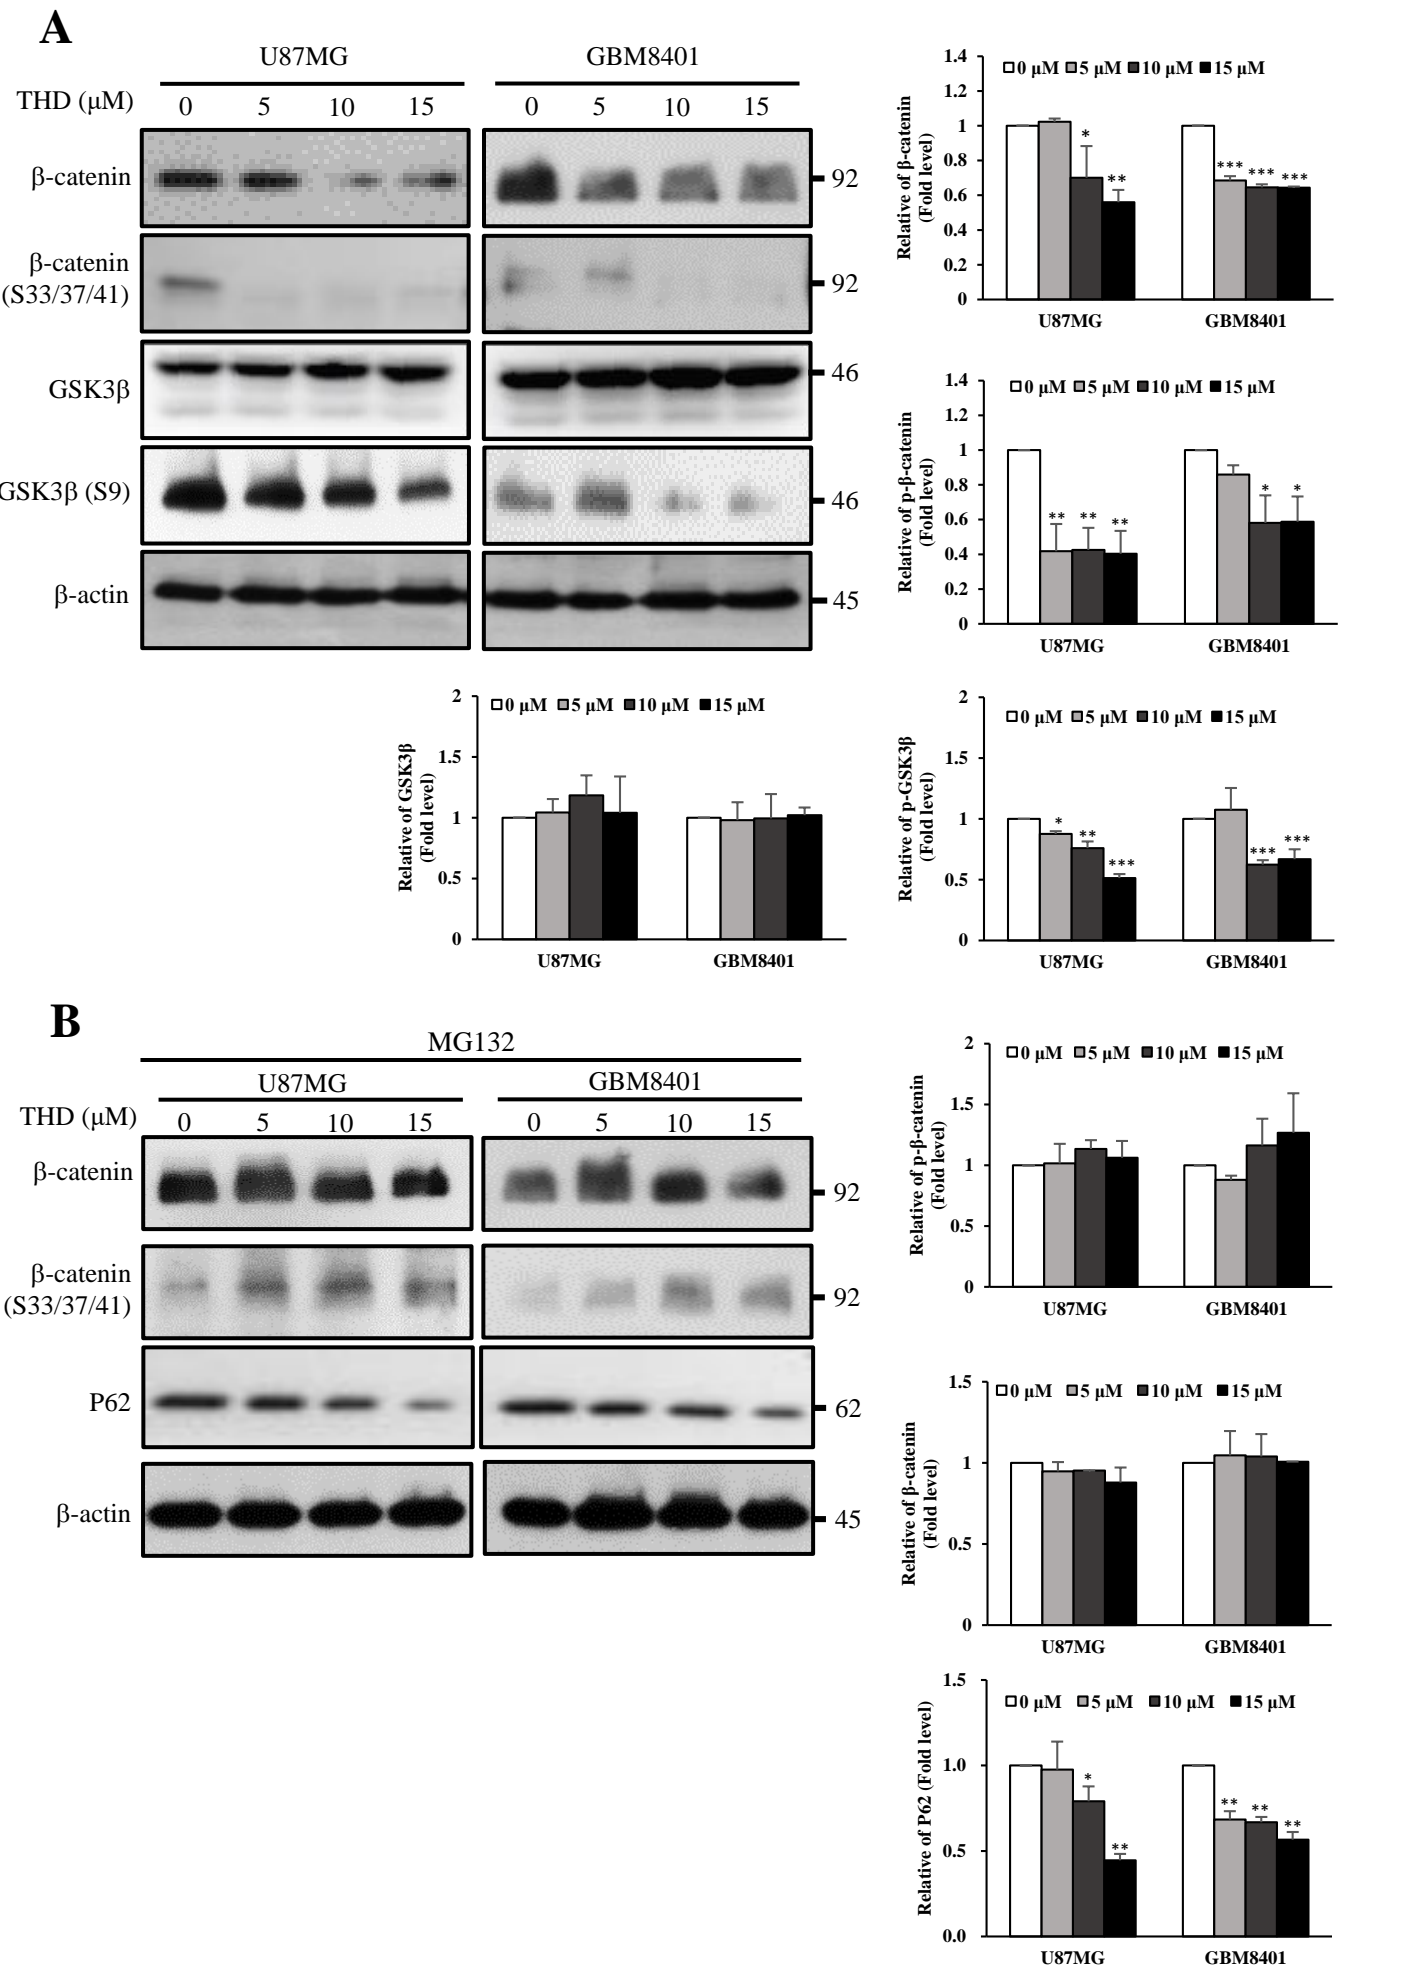 A
U87MG
GBM8401
THD (μM)
0 5 10 15
0 5 10 15
β-catenin
92
β-catenin
(S33/37/41)
92
GSK3β
46
GSK3β (S9)
46
β-actin
45
1.4
1.2
1
0.8
0.6
0.4
0.2
0
0 μM 5 μM 10 μM 15 μM
Relative of β-catenin
(Fold level)
* **
*** *** ***
U87MG GBM8401
1.4
1.2
1
0.8
0.6
0.4
0.2
0
0 μM 5 μM 10 μM 15 μM
Relative of p-β-catenin
(Fold level)
** ** **
* *
U87MG GBM8401
2
1.5
1
0.5
0
0 μM 5 μM 10 μM 15 μM
Relative of GSK3β
(Fold level)
U87MG GBM8401
2
1.5
1
0.5
0
0 μM 5 μM 10 μM 15 μM
Relative of p-GSK3β
(Fold level)
* ** ***
*** ***
U87MG GBM8401
B
MG132
U87MG
GBM8401
THD (μM)
0 5 10 15
0 5 10 15
β-catenin
92
β-catenin
(S33/37/41)
92
P62
62
β-actin
45
2
1.5
1
0.5
0
0 μM 5 μM 10 μM 15 μM
Relative of p-β-catenin
(Fold level)
U87MG GBM8401
1.5
1
0.5
0
0 μM 5 μM 10 μM 15 μM
Relative of β-catenin
(Fold level)
U87MG GBM8401
1.5
1.0
0.5
0.0
0 μM 5 μM 10 μM 15 μM
Relative of P62 (Fold level)
* **
** ** **
U87MG GBM8401